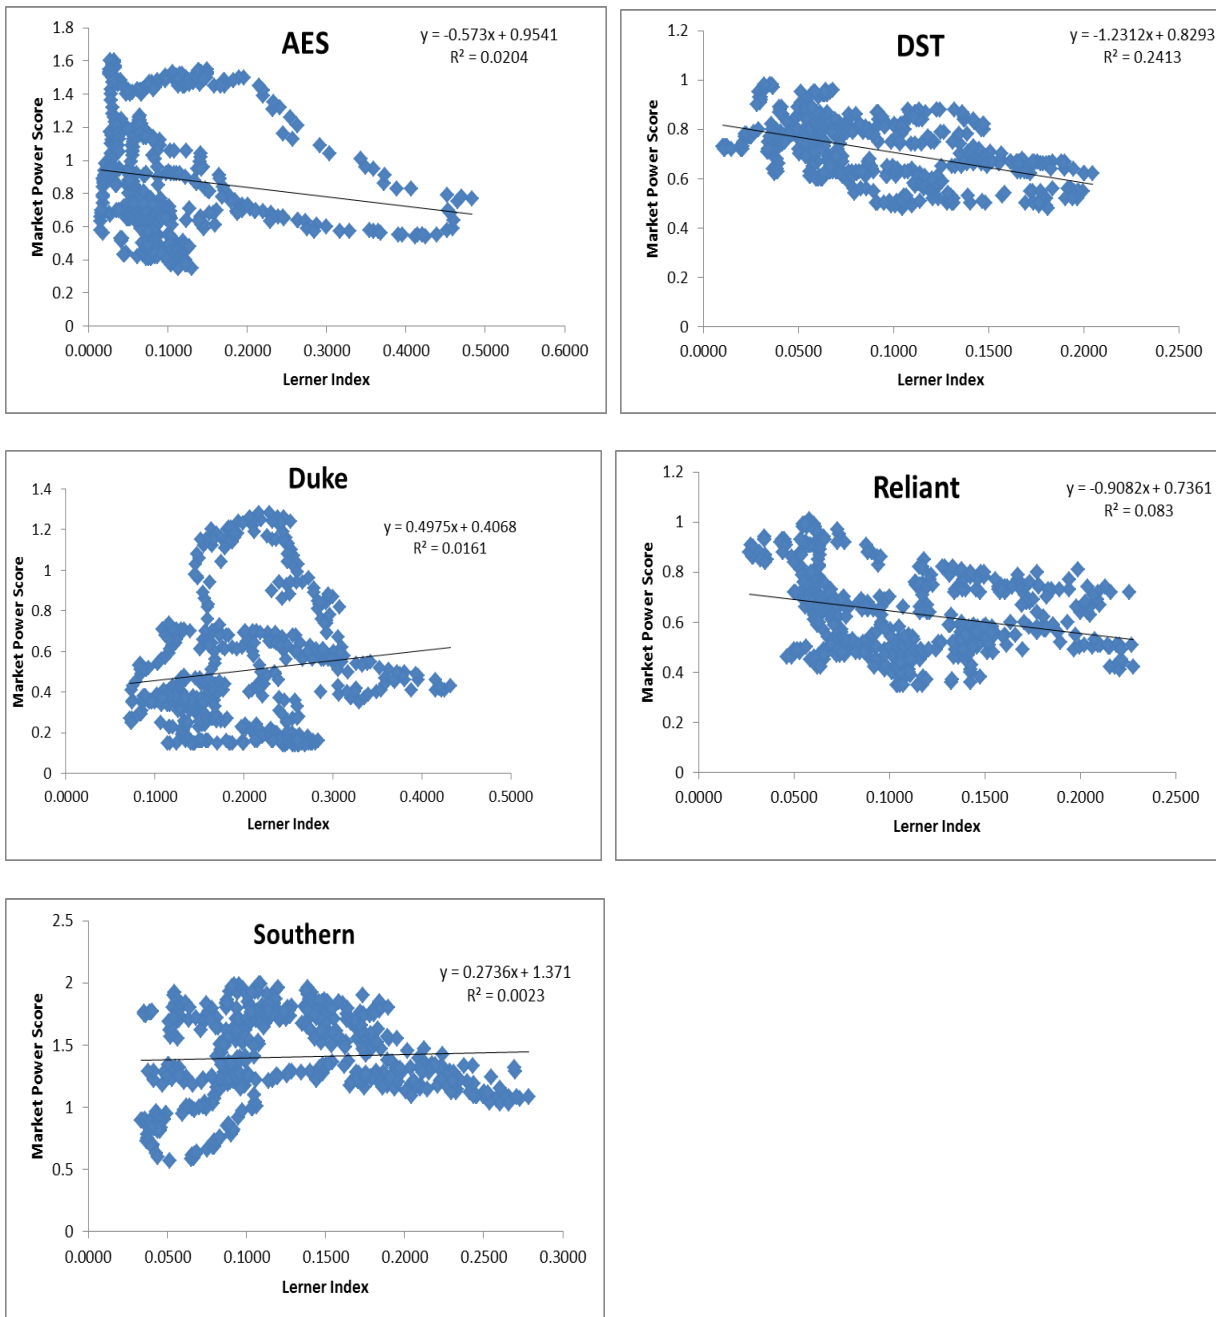 AES
y = -0.573x + 0.9541
R² = 0.0204
Market Power Score
1.8
1.6
1.4
1.2
1
0.8
0.6
0.4
0.2
0
0.0000 0.1000 0.2000 0.3000 0.4000 0.5000 0.6000
Lerner Index
DST
y = -1.2312x + 0.8293
R² = 0.2413
Market Power Score
1.2
1
0.8
0.6
0.4
0.2
0
0.0000 0.0500 0.1000 0.1500 0.2000 0.2500
Lerner Index
Duke
y = 0.4975x + 0.4068
R² = 0.0161
Market Power Score
1.4
1.2
1
0.8
0.6
0.4
0.2
0
0.0000 0.1000 0.2000 0.3000 0.4000 0.5000
Lerner Index
Reliant
y = -0.9082x + 0.7361
R² = 0.083
Market Power Score
1.2
1
0.8
0.6
0.4
0.2
0
0.0000 0.0500 0.1000 0.1500 0.2000 0.2500
Lerner Index
Southern
y = 0.2736x + 1.371
R² = 0.0023
Market Power Score
2.5
2
1.5
1
0.5
0
0.0000 0.0500 0.1000 0.1500 0.2000 0.2500 0.3000
Lerner Index